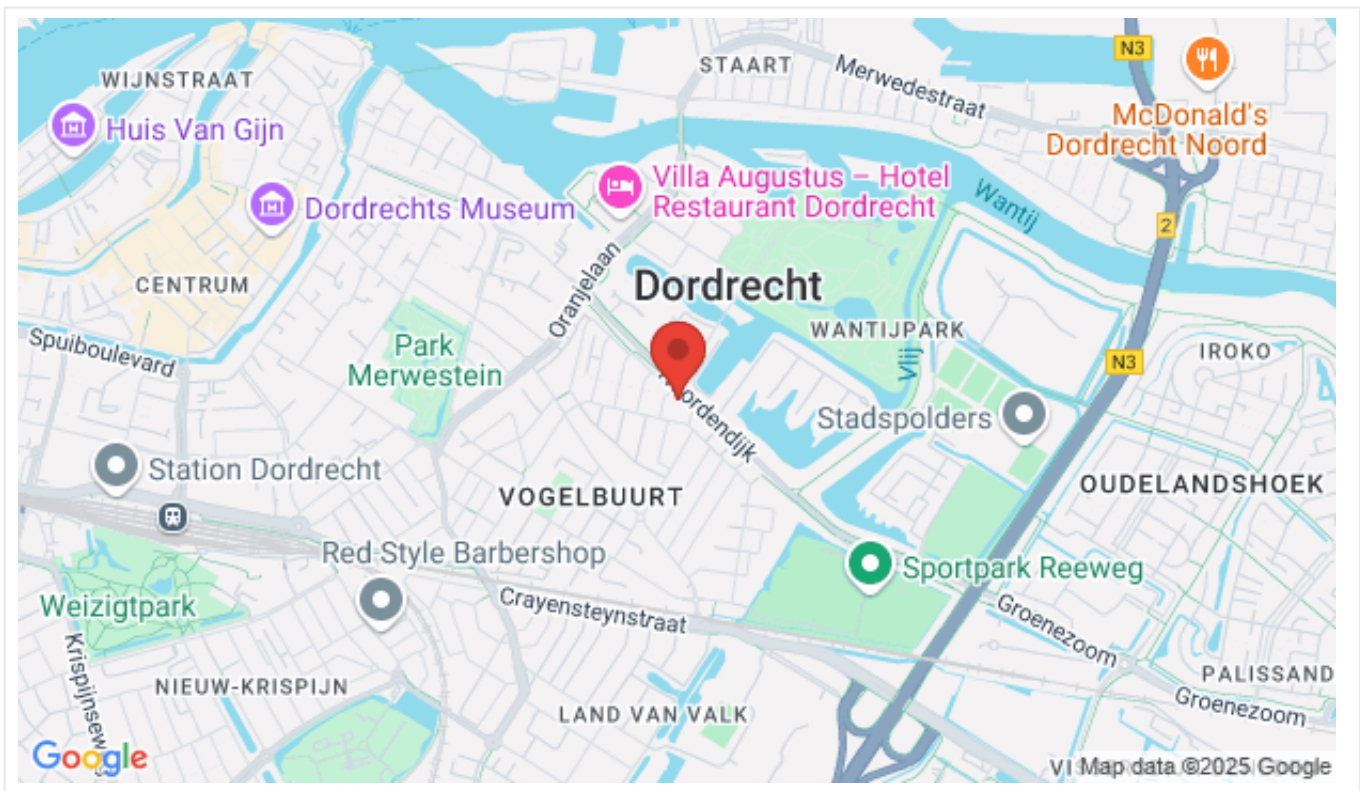 N3
STAART
Merwedestraat
WIJNSTRAAT
McDonald's
Dordrecht Noord
Huis Van Gijn
Villa Augustus – Hotel
Restaurant Dordrecht
Wantij
Dordrechts Museum
2
Oranjelaan
CENTRUM
Dordrecht
WANTIJPARK
Spuiboulevard
Park
Merwestein
Vlij
N3
IROKO
Noordendijk
Stadspolders
Station Dordrecht
VOGELBUURT
OUDELANDSHOEK
Red Style Barbershop
Sportpark Reeweg
Weizigtpark
Crayensteynstraat
Groenezoom
Krispijnsew
NIEUW-KRISPIJN
PALISSAND
Groenezoom
LAND VAN VALK
Google
Map data ©2025 Google